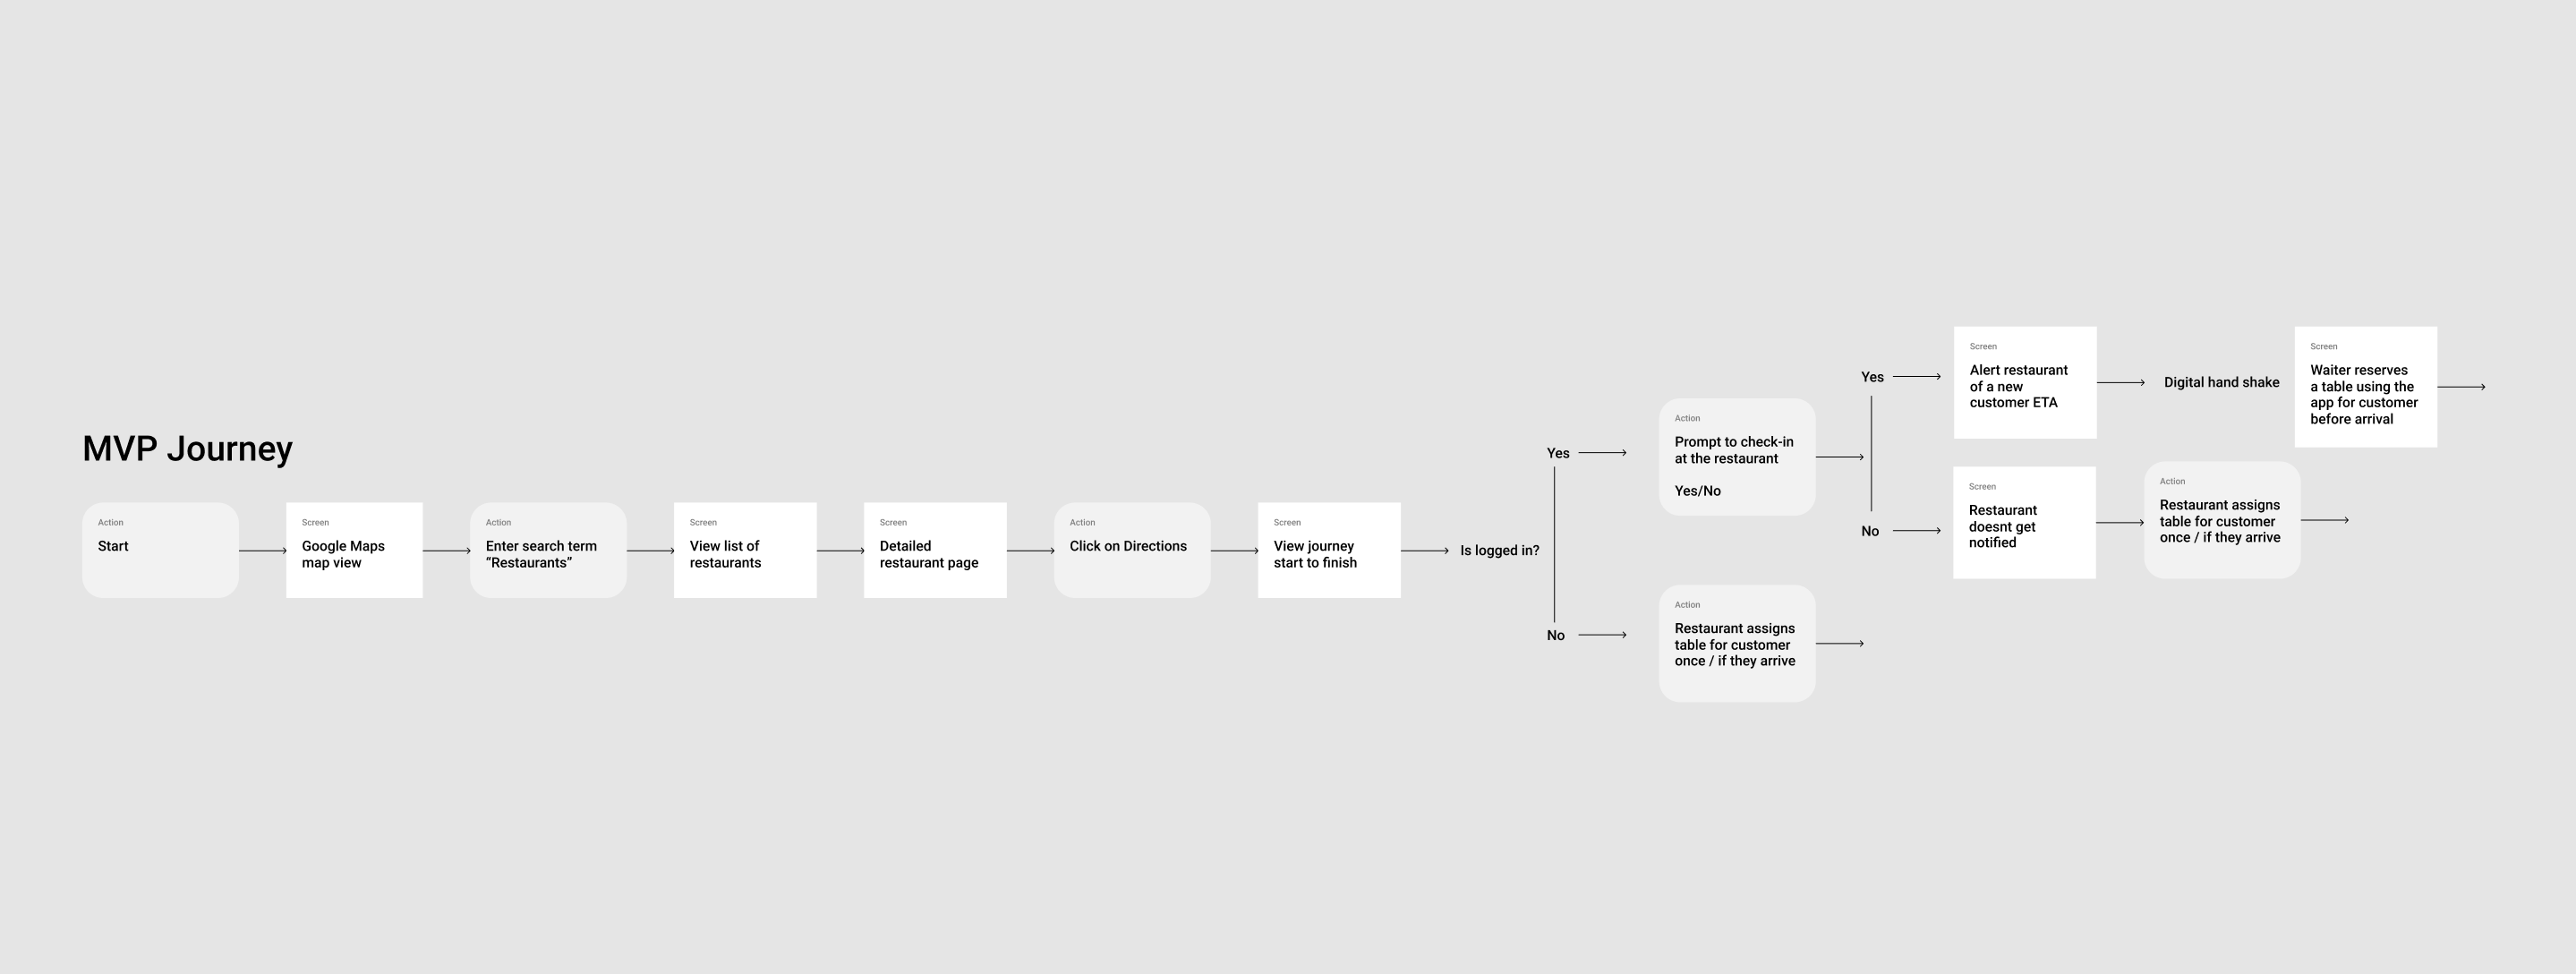 MVP Journey
Action
Start
Screen
Google Maps
map view
Action
Enter search term
“Restaurants”
Screen
View list of
restaurants
Screen
Detailed
restaurant page
Action
Click on Directions
Screen
View journey
start to finish
Is logged in?
Yes
No
Action
Prompt to check-in
at the restaurant
Yes/No
Action
Restaurant assigns
table for customer
once / if they arrive
Yes
No
Screen
Alert restaurant
of a new
customer ETA
Digital hand shake
Screen
Waiter reserves
a table using the
app for customer
before arrival
Screen
Restaurant
doesnt get
notified
Action
Restaurant assigns
table for customer
once / if they arrive